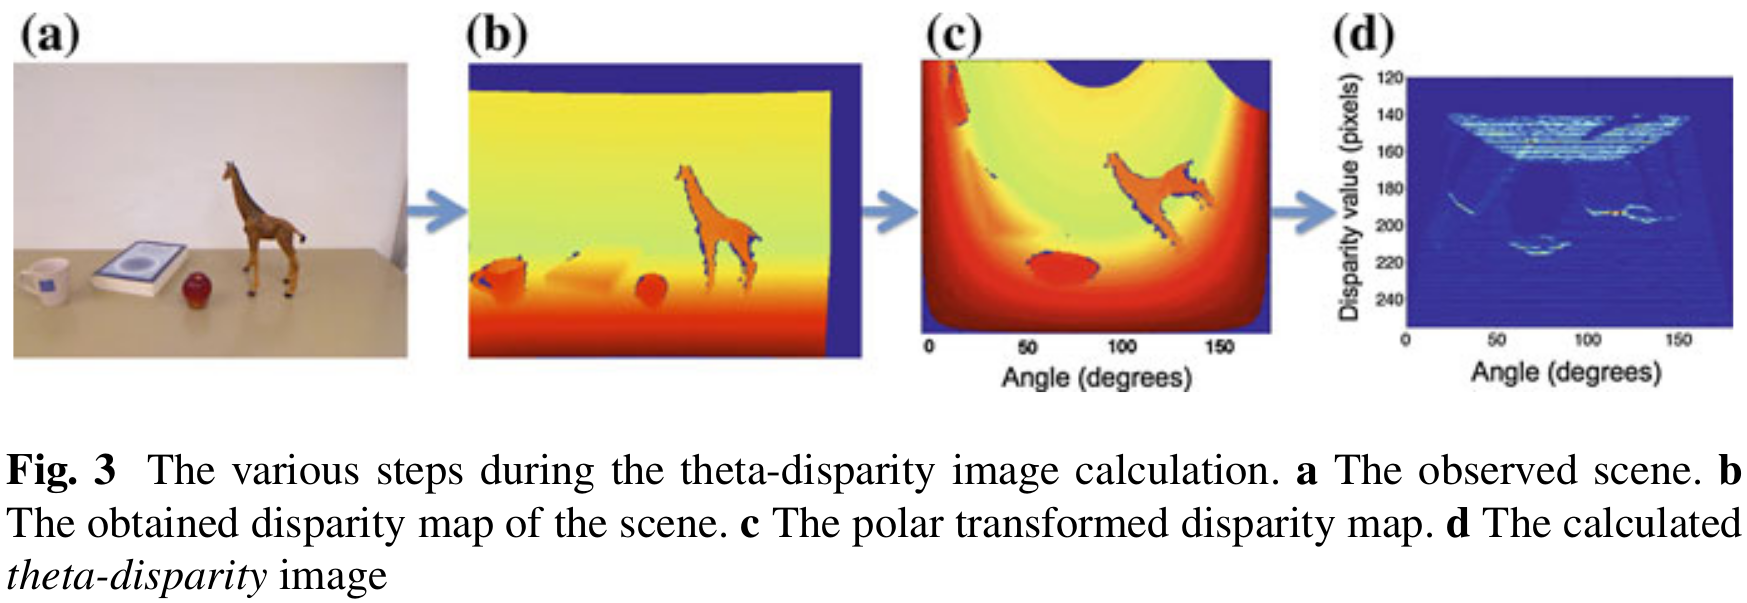 (a)
(b)
(c)
(d)
0
50
100
150
Angle (degrees)
Disparity value (pixels)
120
140
160
180
200
220
240
0
50
100
150
Angle (degrees)
Fig. 3 The various steps during the theta-disparity image calculation. a The observed scene. b
The obtained disparity map of the scene. c The polar transformed disparity map. d The calculated
theta-disparity image